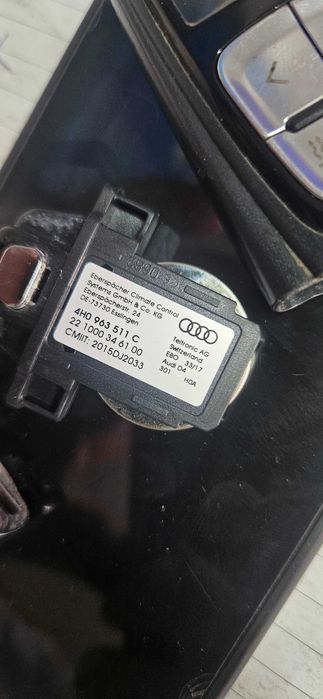 Eberspächer Climate Control
Systems GmbH & Co. KG
Eberspächerstr. 24
DE-73730 Esslingen
4H0 963 511 C
22 1000 34 61 00
CMIIT: 2015DJ2033
Teltronic AG
Switzerland
EBO 33/17
Audi D4
301 H0A